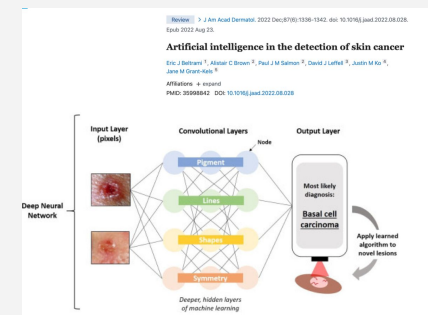 Review > J Am Acad Dermatol. 2022 Dec;87(6):1336-1342. doi: 10.1016/j.jaad.2022.08.028.
Epub 2022 Aug 23.
Artificial intelligence in the detection of skin cancer
Eric J Beltrami 1, Alistair C Brown 2, Paul J M Salmon 2, David J Leffell 3, Justin M Ko 4,
Jane M Grant-Kels 5
Affiliations + expand
PMID: 35998842 DOI: 10.1016/j.jaad.2022.08.028
Input Layer
(pixels)
Convolutional Layers
Output Layer
Node
Deep Neural
Network
Pigment
Lines
Shapes
Symmetry
Most likely
diagnosis:
Basal cell
carcinoma
Apply learned
algorithm to
novel lesions
Deeper, hidden layers
of machine learning